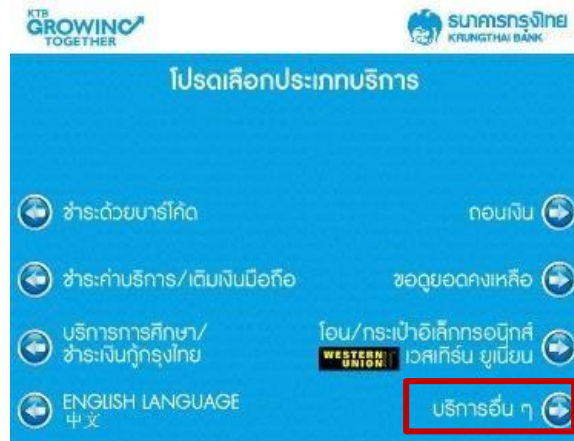 KTB
GROWING
TOGETHER
ธนาคารกรุงไทย
KRUNGTHAI BANK
โปรดเลือกประเภทบริการ
ชำระด้วยบาร์โค้ด
ถอนเงิน
ชำระค่าบริการ/เติมเงินมือถือ
ขอดูยอดคงเหลือ
บริการการศึกษา/
ชำระเงินกู้กรุงไทย
โอน/กระเป๋าอิเล็กทรอนิกส์
WESTERN UNION เวสเทิร์น ยูเนี่ยน
ENGLISH LANGUAGE
中文
บริการอื่น ๆ